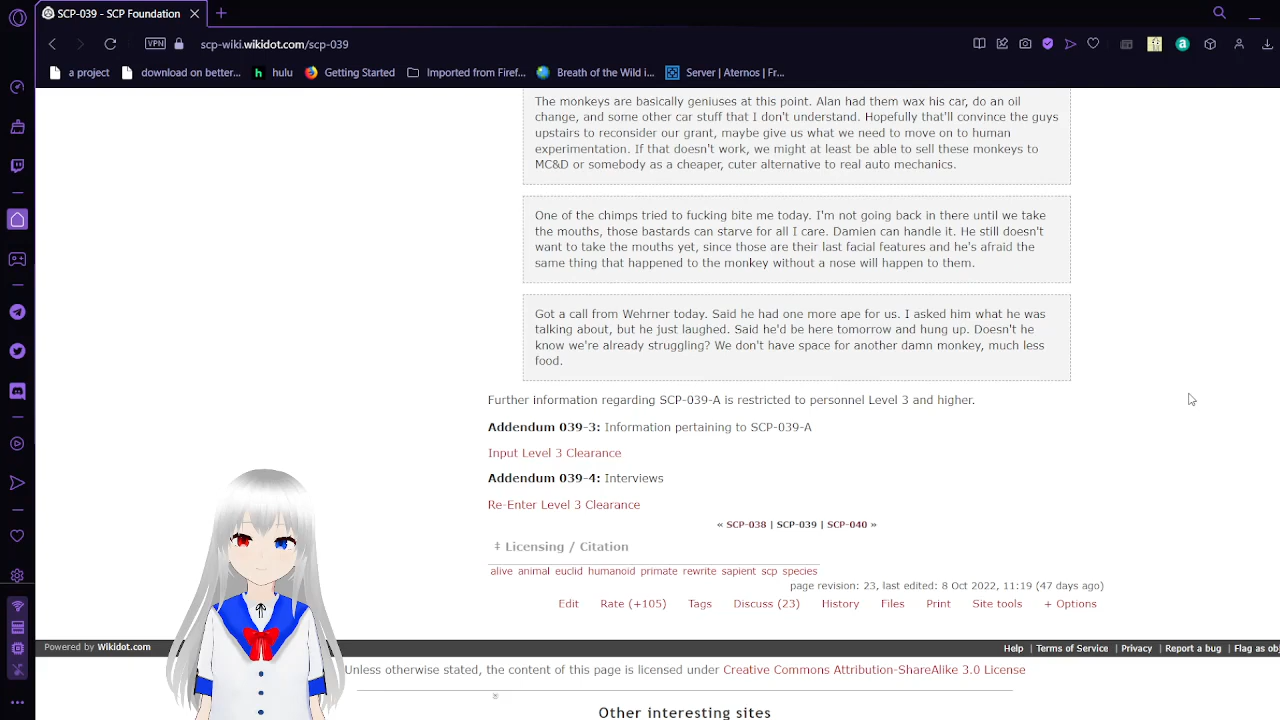 SCP-039 - SCP Foundation
VPN
scp-wiki.wikidot.com/scp-039
a project
download on better...
hulu
Getting Started
Imported from Firef...
Breath of the Wild i...
Server | Aternos | Fr...
The monkeys are basically geniuses at this point. Alan had them wax his car, do an oil
change, and some other car stuff that I don't understand. Hopefully that'll convince the guys
upstairs to reconsider our grant, maybe give us what we need to move on to human
experimentation. If that doesn't work, we might at least be able to sell these monkeys to
MC&D or somebody as a cheaper, cuter alternative to real auto mechanics.
One of the chimps tried to fucking bite me today. I'm not going back in there until we take
the mouths, those bastards can starve for all I care. Damien can handle it. He still doesn't
want to take the mouths yet, since those are their last facial features and he's afraid the
same thing that happened to the monkey without a nose will happen to them.
Got a call from Wehrner today. Said he had one more ape for us. I asked him what he was
talking about, but he just laughed. Said he'd be here tomorrow and hung up. Doesn't he
know we're already struggling? We don't have space for another damn monkey, much less
food.
Further information regarding SCP-039-A is restricted to personnel Level 3 and higher.
Addendum 039-3: Information pertaining to SCP-039-A
Input Level 3 Clearance
Addendum 039-4: Interviews
Re-Enter Level 3 Clearance
« SCP-038 | SCP-039 | SCP-040 »
‡ Licensing / Citation
alive animal euclid humanoid primate rewrite sapient scp species
page revision: 23, last edited: 8 Oct 2022, 11:19 (47 days ago)
Edit Rate (+105) Tags Discuss (23) History Files Print Site tools + Options
Powered by Wikidot.com
Help | Terms of Service | Privacy | Report a bug | Flag as obj
Unless otherwise stated, the content of this page is licensed under Creative Commons Attribution-ShareAlike 3.0 License
Other interesting sites